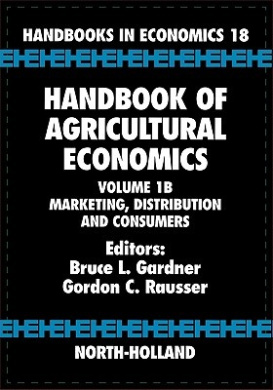 HANDBOOKS IN ECONOMICS 18
HANDBOOK OF
AGRICULTURAL
ECONOMICS
VOLUME 1B
MARKETING, DISTRIBUTION
AND CONSUMERS
Editors:
Bruce L. Gardner
Gordon C. Rausser
NORTH-HOLLAND